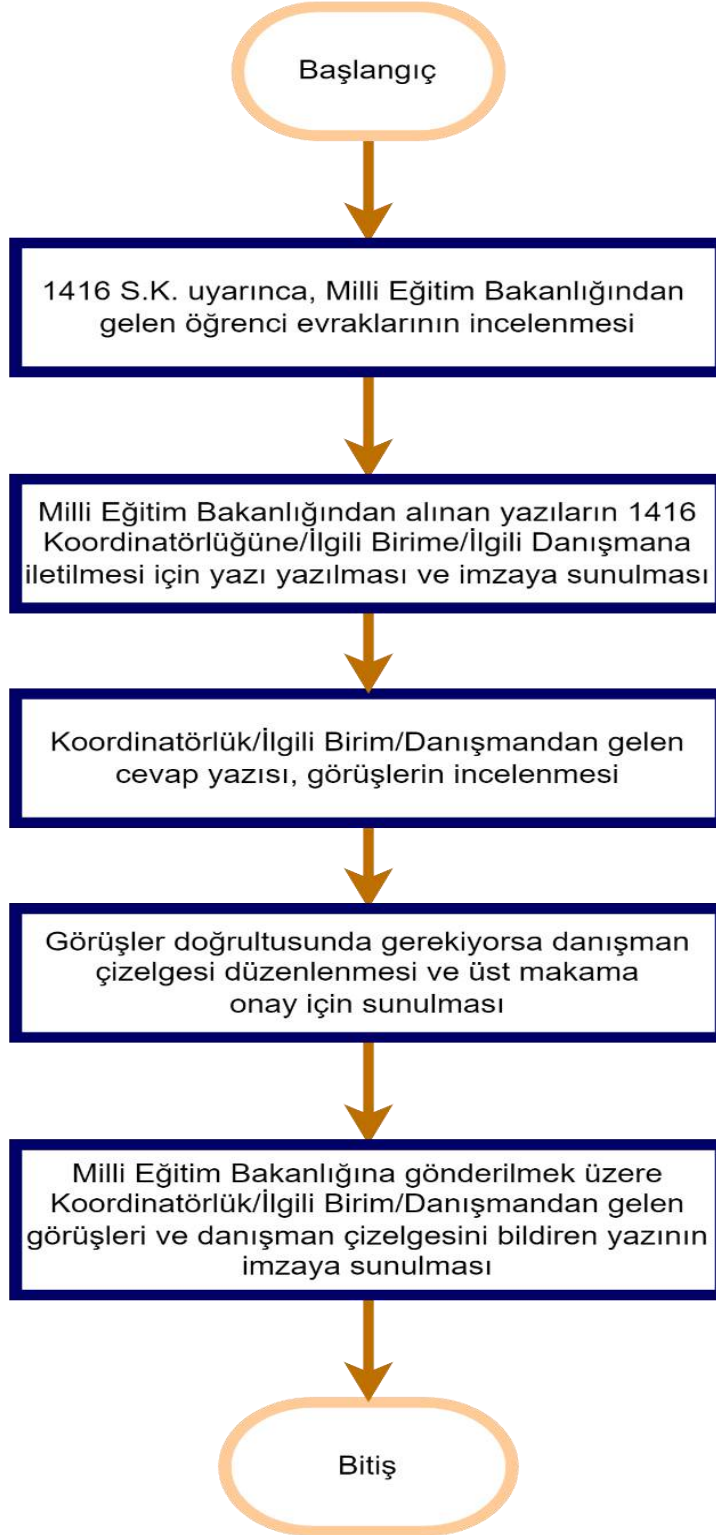 Başlangıç
1416 S.K. uyarınca, Milli Eğitim Bakanlığından
gelen öğrenci evraklarının incelenmesi
Milli Eğitim Bakanlığından alınan yazıların 1416
Koordinatörlüğüne/İlgili Birime/İlgili Danışmana
iletilmesi için yazı yazılması ve imzaya sunulması
Koordinatörlük/İlgili Birim/Danışmandan gelen
cevap yazısı, görüşlerin incelenmesi
Görüşler doğrultusunda gerekiyorsa danışman
çizelgesi düzenlenmesi ve üst makama
onay için sunulması
Milli Eğitim Bakanlığına gönderilmek üzere
Koordinatörlük/İlgili Birim/Danışmandan gelen
görüşleri ve danışman çizelgesini bildiren yazının
imzaya sunulması
Bitiş